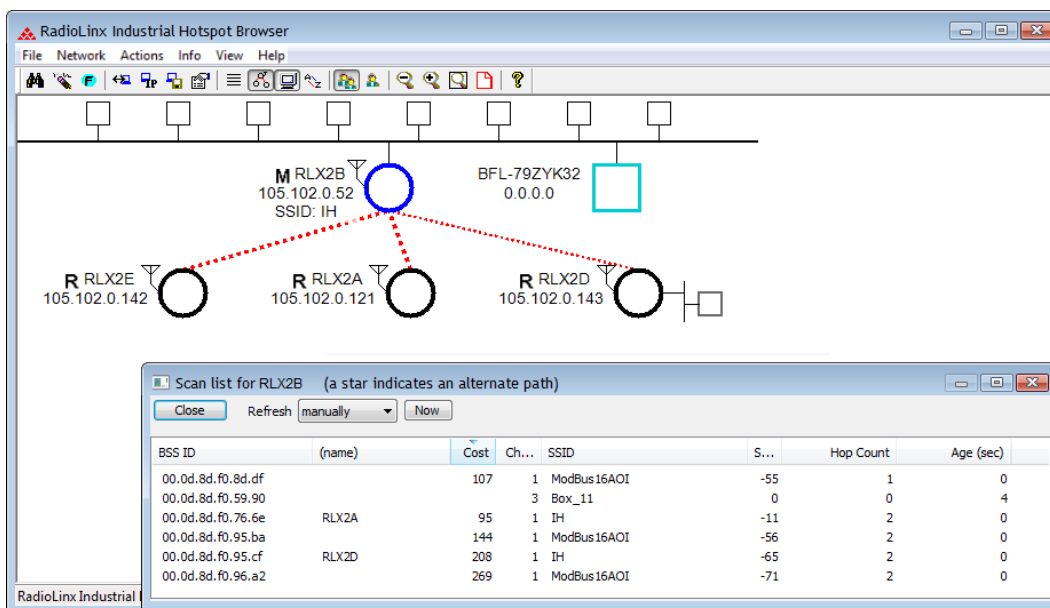 RadioLinx Industrial Hotspot Browser
File Network Actions Info View Help
M RLX2B
105.102.0.52
SSID: IH
BFL-79ZYK32
0.0.0.0
R RLX2E
105.102.0.142
R RLX2A
105.102.0.121
R RLX2D
105.102.0.143
Scan list for RLX2B (a star indicates an alternate path)
Close Refresh manually Now
BSS ID (name) Cost Ch... SSID S... Hop Count Age (sec)
00.0d.8d.f0.8d.df 107 1 ModBus16AOI -55 1 0
00.0d.8d.f0.59.90 3 Box_11 0 0 4
00.0d.8d.f0.76.6e RLX2A 95 1 IH -11 2 0
00.0d.8d.f0.95.ba 144 1 ModBus16AOI -56 2 0
00.0d.8d.f0.95.cf RLX2D 208 1 IH -65 2 0
00.0d.8d.f0.96.a2 269 1 ModBus16AOI -71 2 0
RadioLinx Industrial